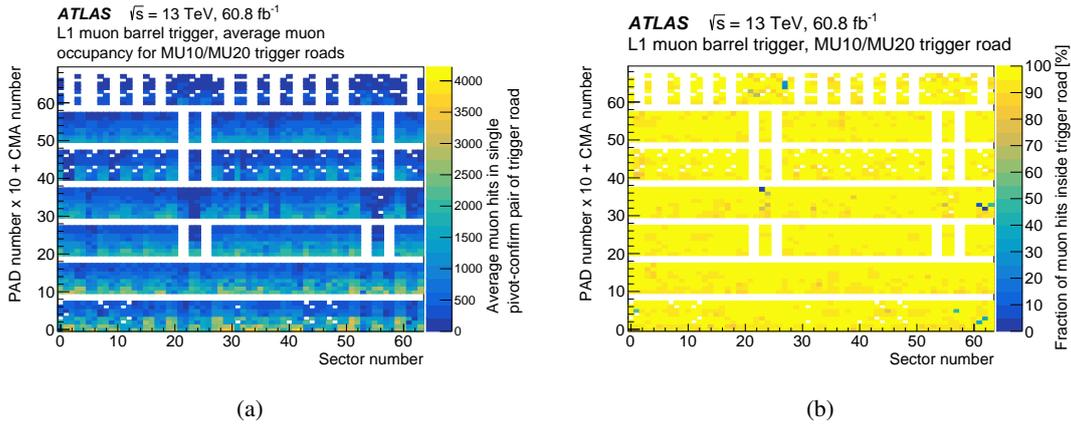 ATLAS √s = 13 TeV, 60.8 fb⁻¹
L1 muon barrel trigger, average muon
occupancy for MU10/MU20 trigger roads
PAD number x 10 + CMA number
60
50
40
30
20
10
0
0 10 20 30 40 50 60
Sector number
4000
3500
3000
2500
2000
1500
1000
500
0
Average muon hits in single
pivot-confirm pair of trigger road
(a)
ATLAS √s = 13 TeV, 60.8 fb⁻¹
L1 muon barrel trigger, MU10/MU20 trigger road
PAD number x 10 + CMA number
60
50
40
30
20
10
0
0 10 20 30 40 50 60
Sector number
100
90
80
70
60
50
40
30
20
10
0
Fraction of muon hits inside trigger road [%]
(b)